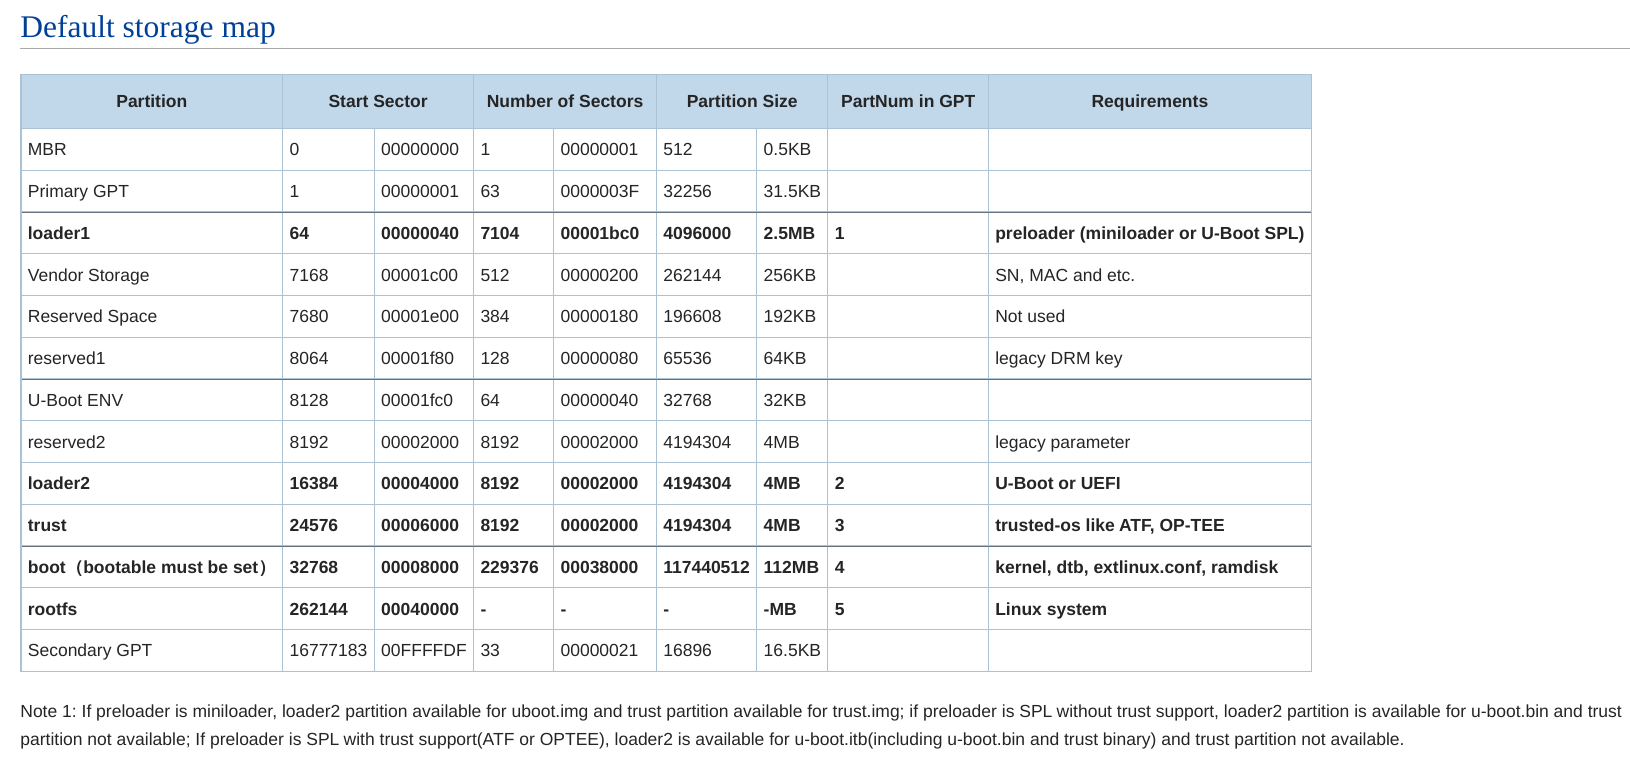 Default storage map
Partition Start Sector Number of Sectors Partition Size PartNum in GPT Requirements
MBR 0 00000000 1 00000001 512 0.5KB
Primary GPT 1 00000001 63 0000003F 32256 31.5KB
loader1 64 00000040 7104 00001bc0 4096000 2.5MB 1 preloader (miniloader or U-Boot SPL)
Vendor Storage 7168 00001c00 512 00000200 262144 256KB SN, MAC and etc.
Reserved Space 7680 00001e00 384 00000180 196608 192KB Not used
reserved1 8064 00001f80 128 00000080 65536 64KB legacy DRM key
U-Boot ENV 8128 00001fc0 64 00000040 32768 32KB
reserved2 8192 00002000 8192 00002000 4194304 4MB legacy parameter
loader2 16384 00004000 8192 00002000 4194304 4MB 2 U-Boot or UEFI
trust 24576 00006000 8192 00002000 4194304 4MB 3 trusted-os like ATF, OP-TEE
boot（bootable must be set） 32768 00008000 229376 00038000 117440512 112MB 4 kernel, dtb, extlinux.conf, ramdisk
rootfs 262144 00040000 - - - -MB 5 Linux system
Secondary GPT 16777183 00FFFFDF 33 00000021 16896 16.5KB
Note 1: If preloader is miniloader, loader2 partition available for uboot.img and trust partition available for trust.img; if preloader is SPL without trust support, loader2 partition is available for u-boot.bin and trust
partition not available; If preloader is SPL with trust support(ATF or OPTEE), loader2 is available for u-boot.itb(including u-boot.bin and trust binary) and trust partition not available.